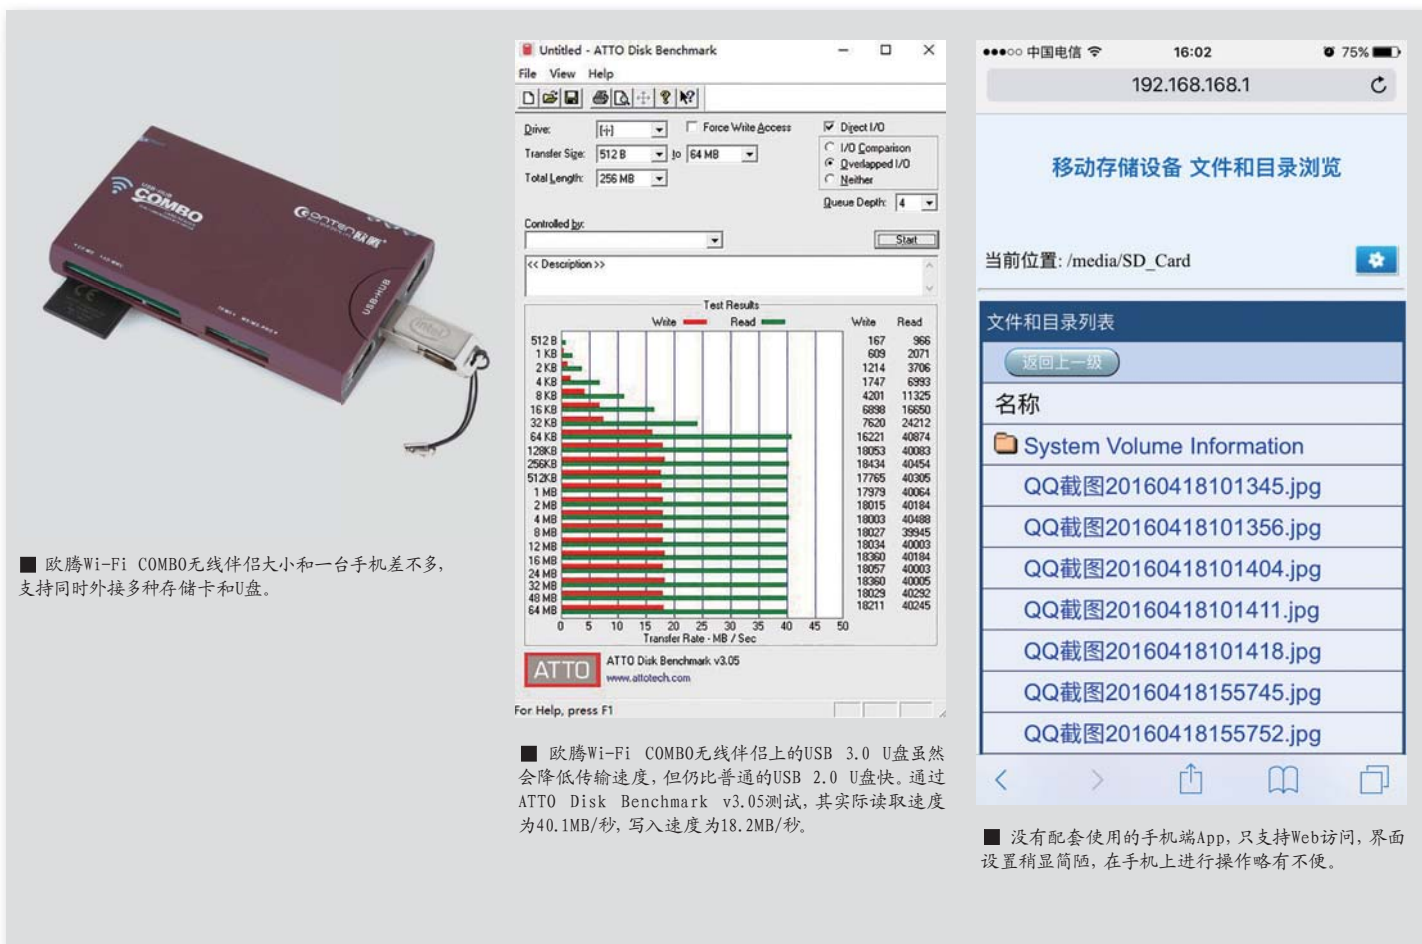 USB-HUB
COMBO
ONTEN 欧腾®
USB-HUB
intel
■ 欧腾Wi-Fi COMBO无线伴侣大小和一台手机差不多,
支持同时外接多种存储卡和U盘。
Untitled - ATTO Disk Benchmark
File View Help
Drive: [-i-] Force Write Access Direct I/O
Transfer Size: 512 B to 64 MB I/O Comparison
Overlapped I/O
Total Length: 256 MB Neither
Queue Depth: 4
Controlled by:
Start
<< Description >>
Test Results
Write Read Write Read
512 B 167 966
1 KB 609 2071
2 KB 1214 3706
4 KB 1747 6993
8 KB 4201 11325
16 KB 6898 16650
32 KB 7620 24212
64 KB 16221 40874
128KB 18053 40083
256KB 18434 40454
512KB 17765 40305
1 MB 17979 40064
2 MB 18015 40184
4 MB 18003 40488
8 MB 18027 39945
12 MB 18034 40003
16 MB 18360 40184
24 MB 18057 40003
32 MB 18360 40005
48 MB 18029 40292
64 MB 18211 40245
0 5 10 15 20 25 30 35 40 45 50
Transfer Rate - MB / Sec
ATTO
ATTO Disk Benchmark v3.05
www.attotech.com
For Help, press F1
■ 欧腾Wi-Fi COMBO无线伴侣上的USB 3.0 U盘虽然
会降低传输速度,但仍比普通的USB 2.0 U盘快。通过
ATTO Disk Benchmark v3.05测试,其实际读取速度
为40.1MB/秒,写入速度为18.2MB/秒。
中国电信 16:02 75%
192.168.168.1
移动存储设备 文件和目录浏览
当前位置: /media/SD_Card
文件和目录列表
返回上一级
名称
System Volume Information
QQ截图20160418101345.jpg
QQ截图20160418101356.jpg
QQ截图20160418101404.jpg
QQ截图20160418101411.jpg
QQ截图20160418101418.jpg
QQ截图20160418155745.jpg
QQ截图20160418155752.jpg
■ 没有配套使用的手机端App,只支持Web访问,界面
设置稍显简陋,在手机上进行操作略有不便。